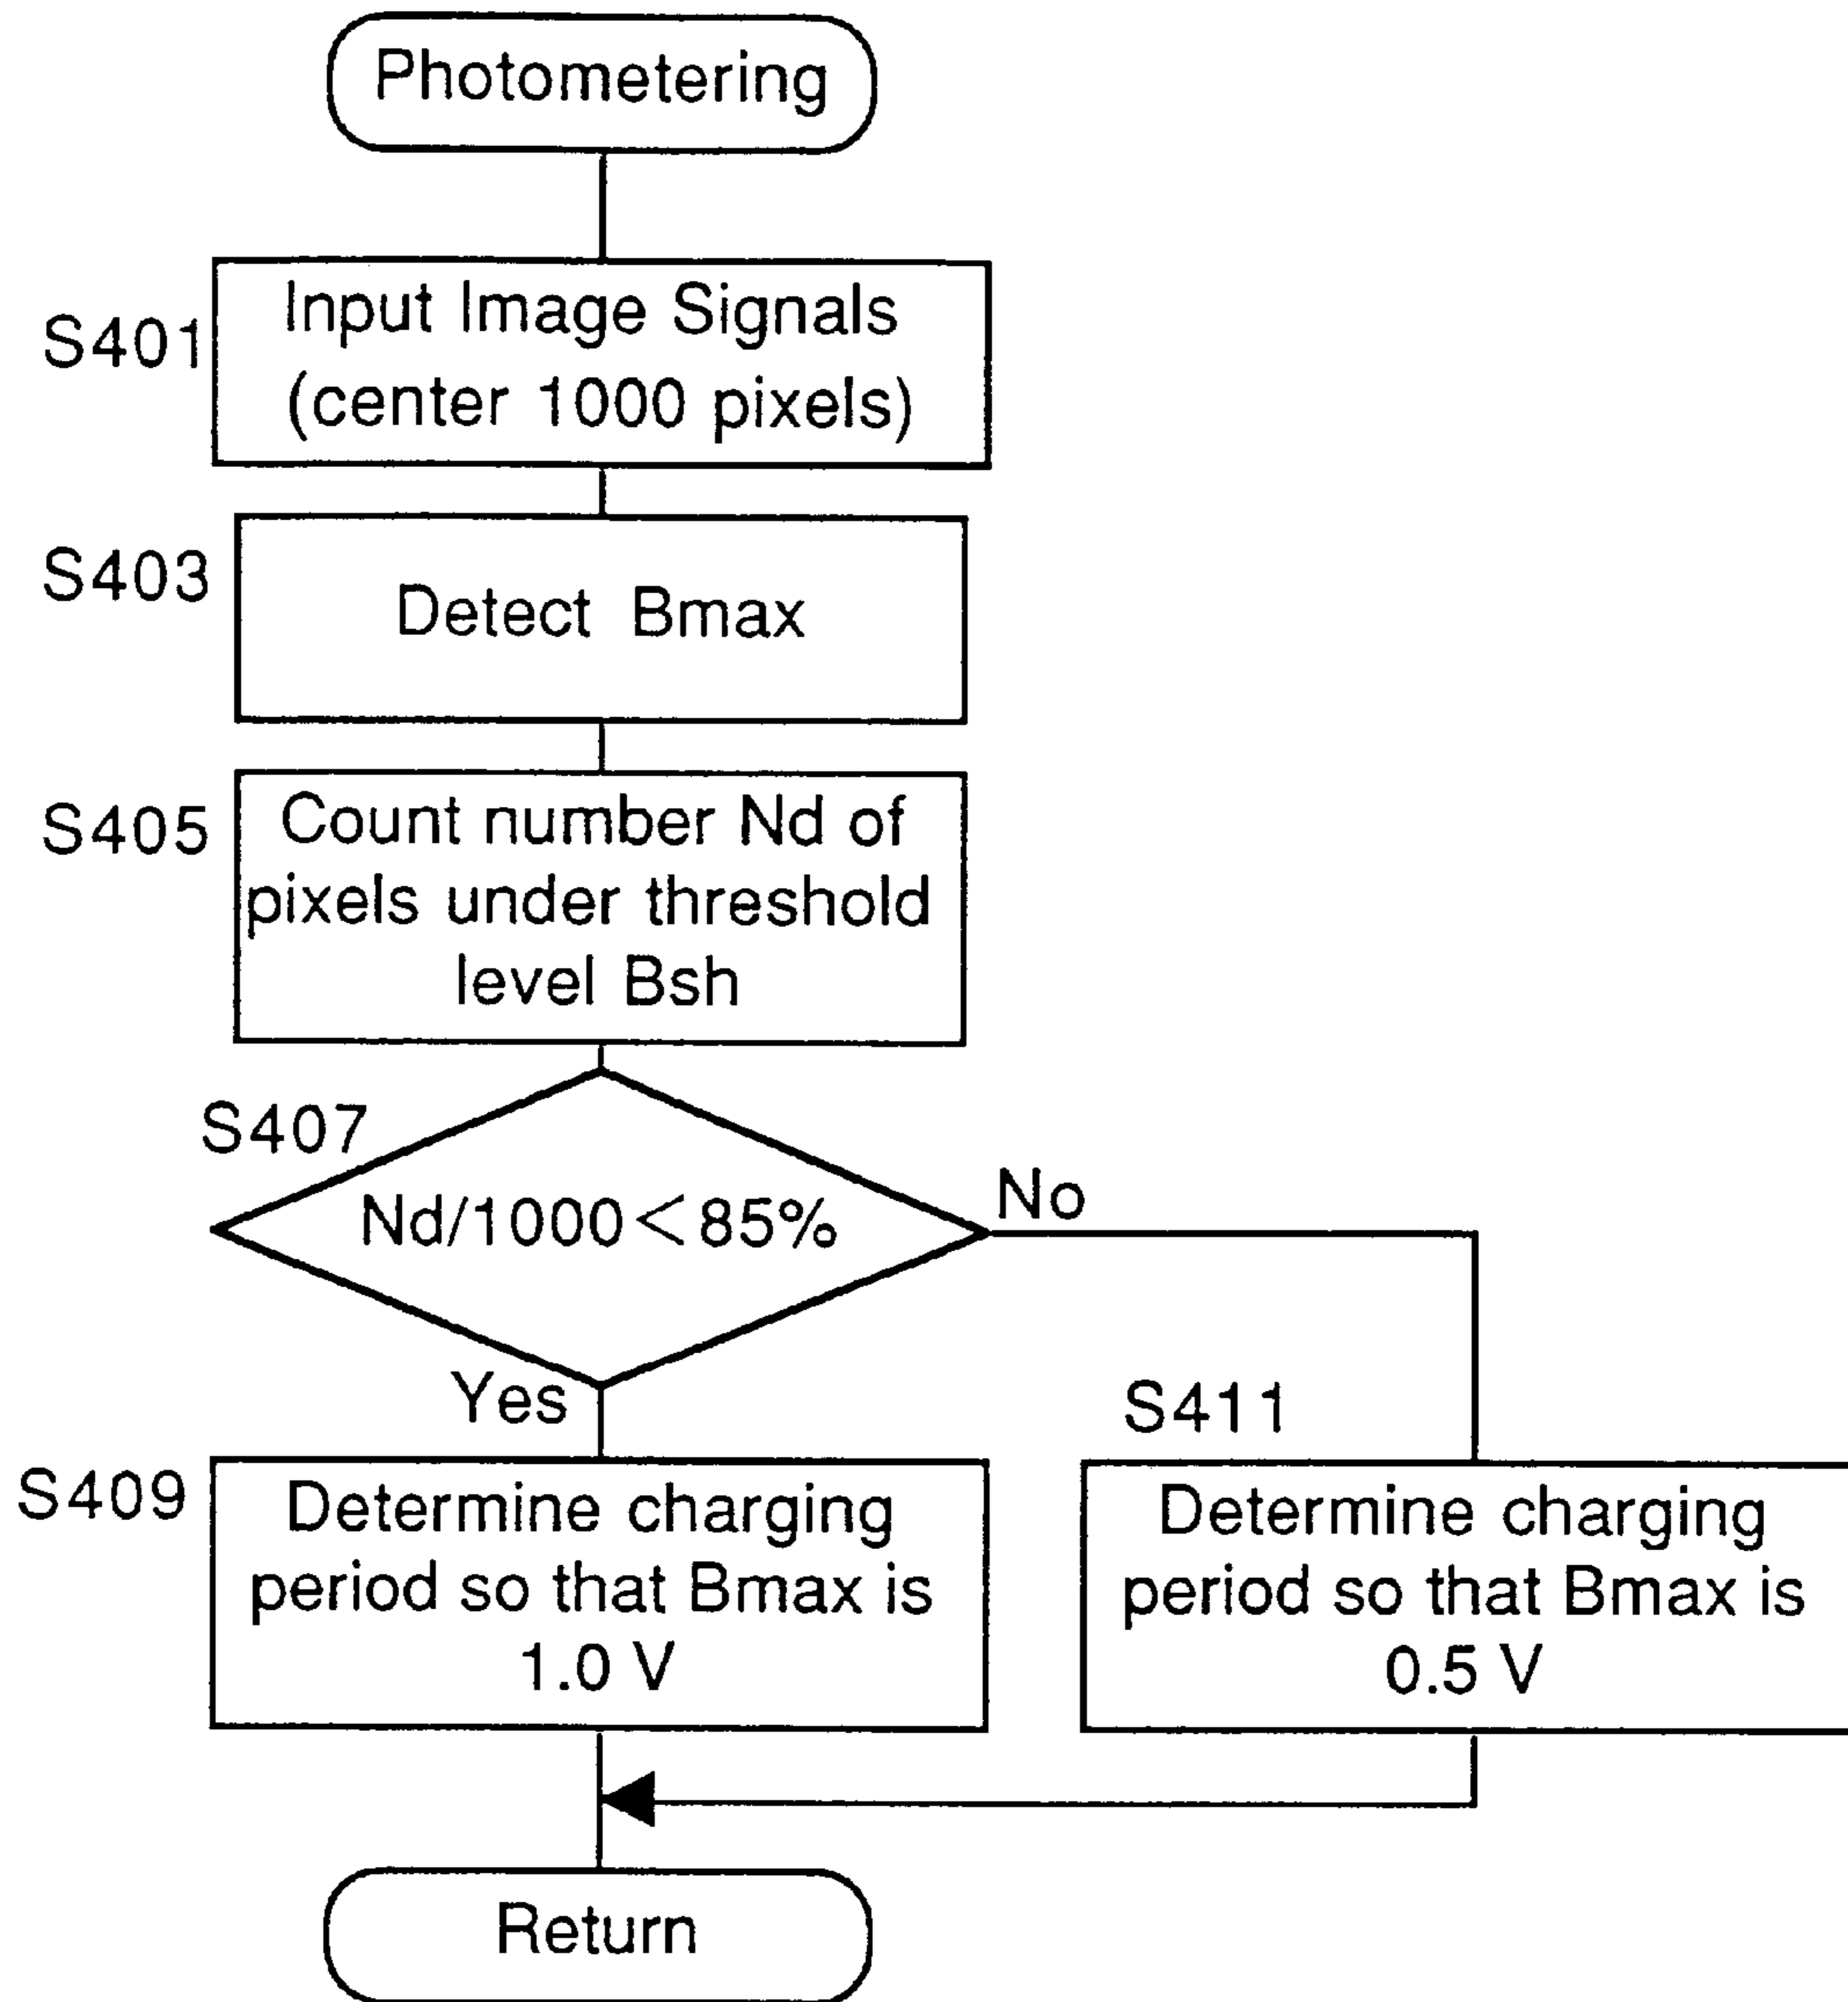 Photometering
S401
Input Image Signals
(center 1000 pixels)
S403
Detect Bmax
S405
Count number Nd of
pixels under threshold
level Bsh
S407
Nd/1000<85%
No
Yes
S409
Determine charging
period so that Bmax is
1.0 V
S411
Determine charging
period so that Bmax is
0.5 V
Return